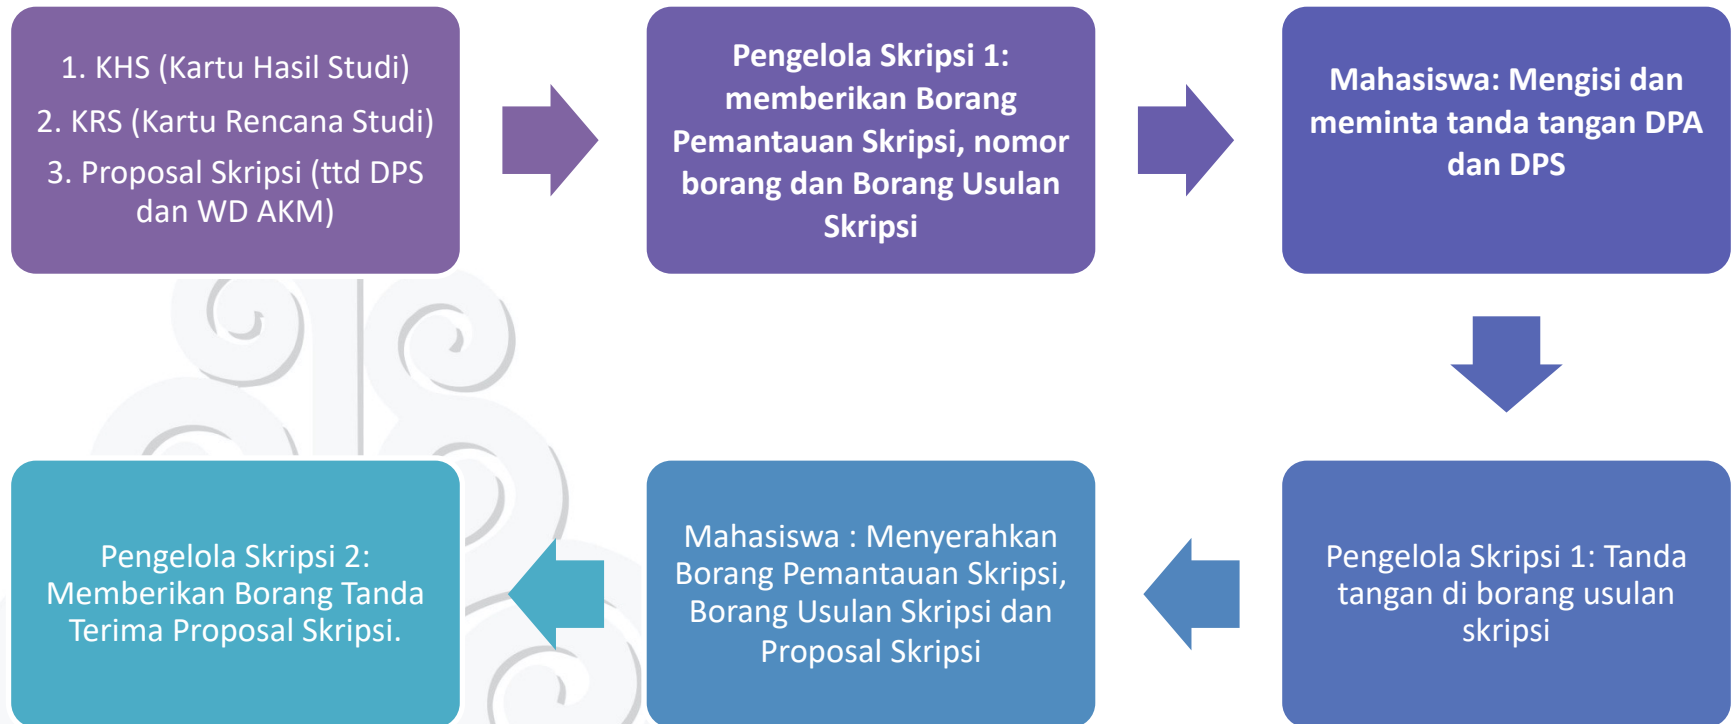 1. KHS (Kartu Hasil Studi)
2. KRS (Kartu Rencana Studi)
3. Proposal Skripsi (ttd DPS
dan WD AKM)
Pengelola Skripsi 1:
memberikan Borang
Pemantauan Skripsi, nomor
borang dan Borang Usulan
Skripsi
Mahasiswa: Mengisi dan
meminta tanda tangan DPA
dan DPS
Pengelola Skripsi 1: Tanda
tangan di borang usulan
skripsi
Mahasiswa : Menyerahkan
Borang Pemantauan Skripsi,
Borang Usulan Skripsi dan
Proposal Skripsi
Pengelola Skripsi 2:
Memberikan Borang Tanda
Terima Proposal Skripsi.